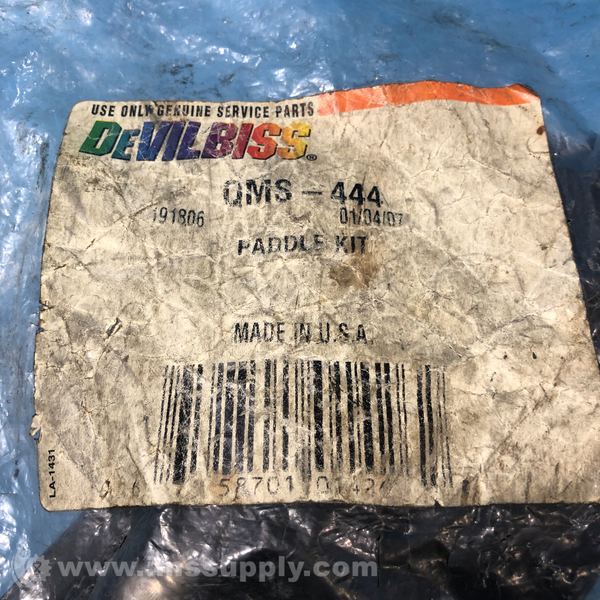 USE ONLY GENUINE SERVICE PARTS
DEVILBISS®
QMS-444
191806 01/04/07
PADDLE KIT
MADE IN U.S.A.
LA-1431
www.imssupply.com